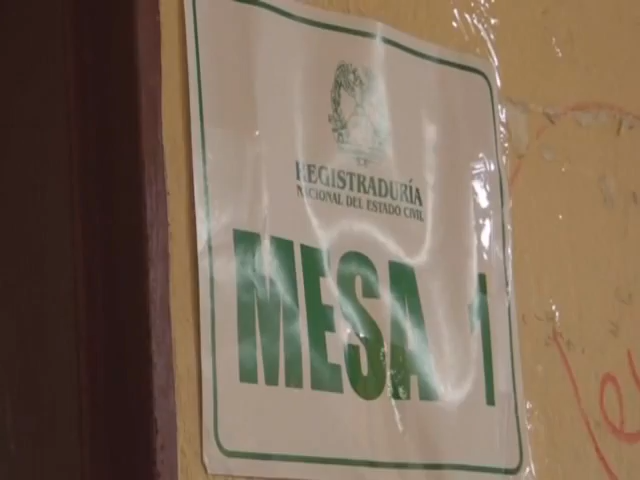 REGISTRADURÍA
NACIONAL DEL ESTADO CIVIL
MESA 1